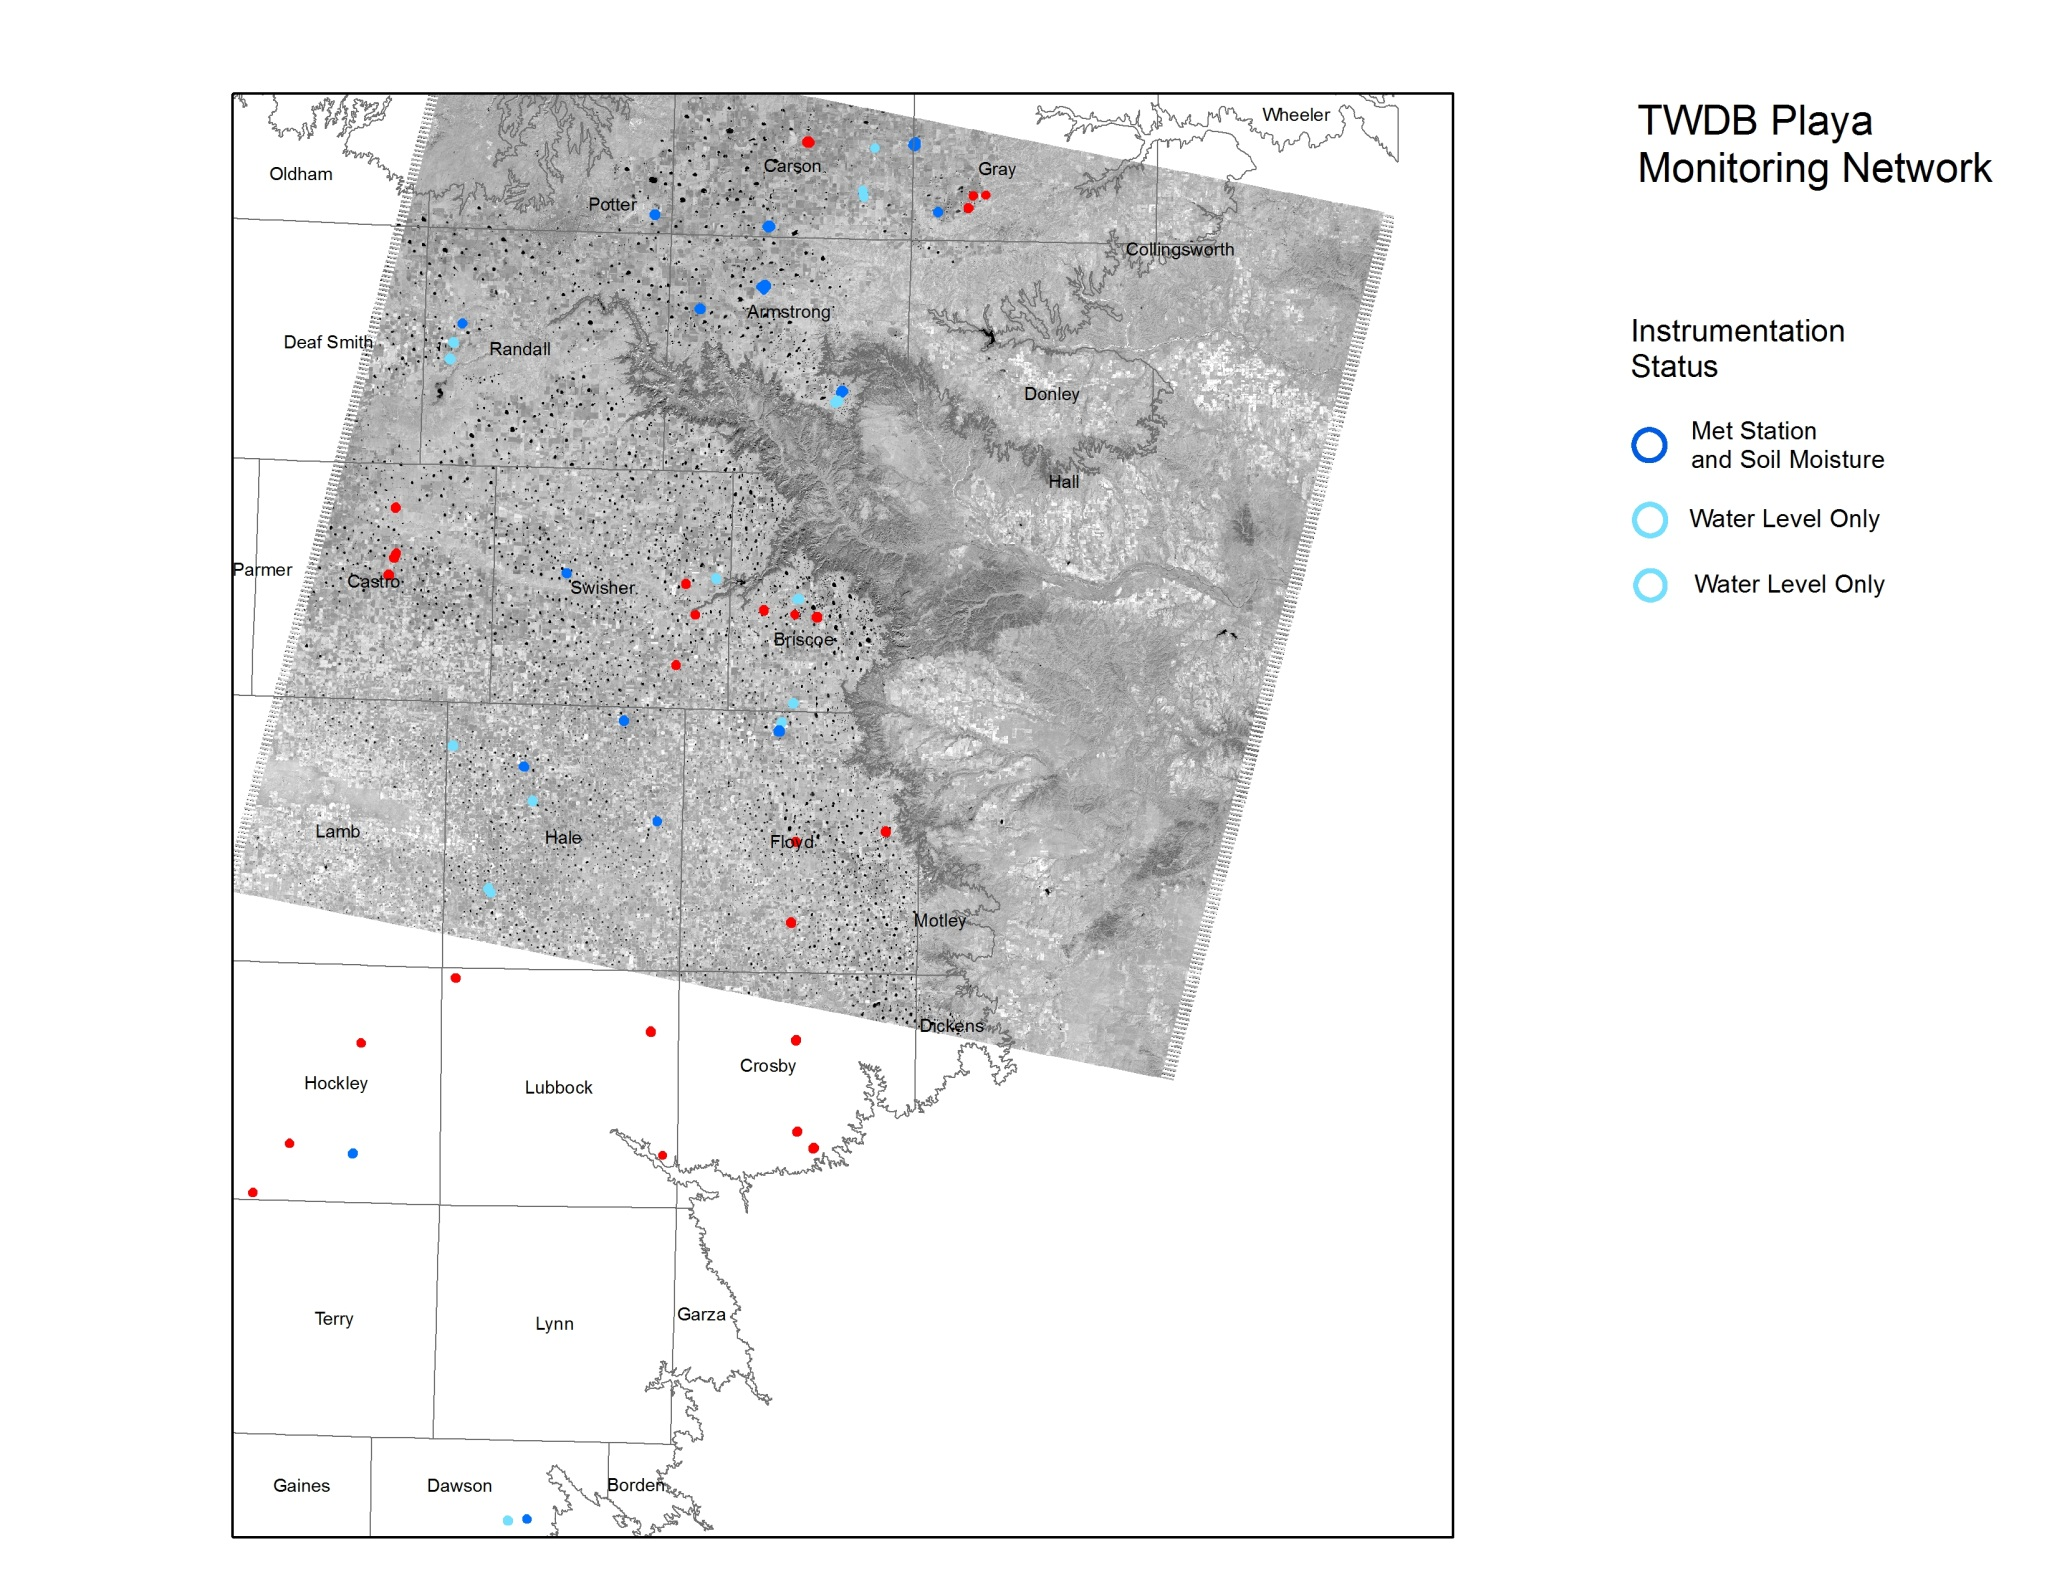 TWDB Playa
Monitoring Network
Instrumentation
Status
Met Station
and Soil Moisture
Water Level Only
Water Level Only
Wheeler
Oldham
Carson
Gray
Potter
Collingsworth
Armstrong
Deaf Smith
Randall
Donley
Hall
Parmer
Castro
Swisher
Briscoe
Lamb
Hale
Floyd
Motley
Dickens
Hockley
Lubbock
Crosby
Terry
Lynn
Garza
Gaines
Dawson
Borden